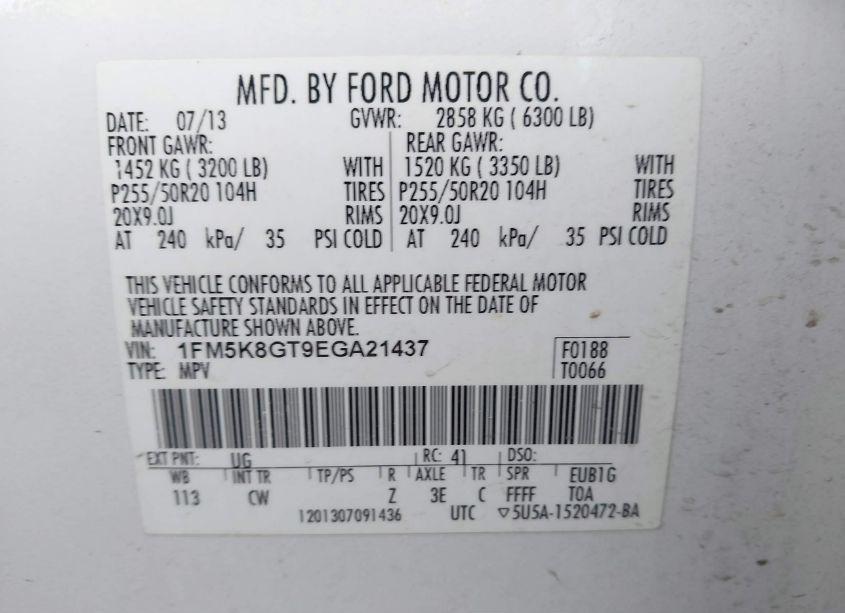 MFD. BY FORD MOTOR CO.
DATE: 07/13 GVWR: 2858 KG ( 6300 LB)
FRONT GAWR: REAR GAWR:
1452 KG ( 3200 LB) WITH 1520 KG ( 3350 LB) WITH
P255/50R20 104H TIRES P255/50R20 104H TIRES
20X9.0J RIMS 20X9.0J RIMS
AT 240 kPa/ 35 PSI COLD AT 240 kPa/ 35 PSI COLD
THIS VEHICLE CONFORMS TO ALL APPLICABLE FEDERAL MOTOR
VEHICLE SAFETY STANDARDS IN EFFECT ON THE DATE OF
MANUFACTURE SHOWN ABOVE.
VIN: 1FM5K8GT9EGA21437 F0188
TYPE: MPV T0066
EXT PNT: UG RC: 41 DSO:
WB INT TR TP/PS R AXLE TR SPR EUB1G
113 CW Z 3E C FFFF TOA
1201307091436 UTC ▽5U5A-1520472-BA